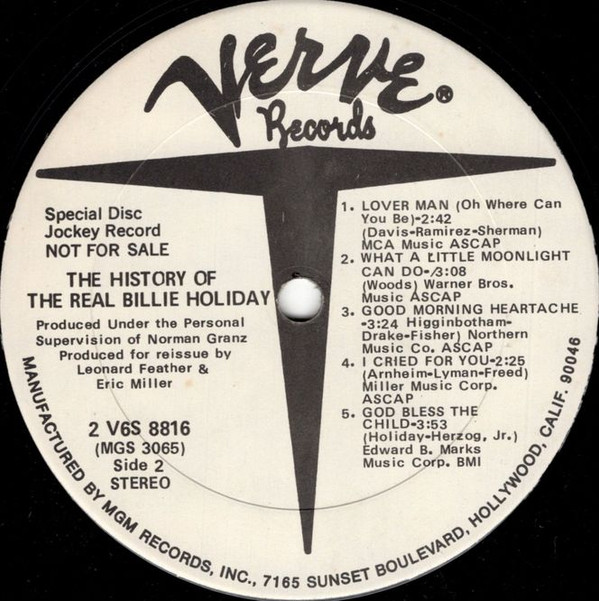 Verve ®
Records
Special Disc
Jockey Record
NOT FOR SALE
THE HISTORY OF
THE REAL BILLIE HOLIDAY
Produced Under the Personal
Supervision of Norman Granz
Produced for reissue by
Leonard Feather &
Eric Miller
2 V6S 8816
(MGS 3065)
Side 2
STEREO
1. LOVER MAN (Oh Where Can
You Be)-2:42
(Davis-Ramirez-Sherman)
MCA Music ASCAP
2. WHAT A LITTLE MOONLIGHT
CAN DO-/3:08
(Woods) Warner Bros.
Music ASCAP
3. GOOD MORNING HEARTACHE
-3:24 Higginbotham-
Drake-Fisher) Northern
Music Co. ASCAP
4. I CRIED FOR YOU-2:25
(Arnheim-Lyman-Freed)
Miller Music Corp.
ASCAP
5. GOD BLESS THE
CHILD-3:53
(Holiday-Herzog, Jr.)
Edward B. Marks
Music Corp. BMI
MANUFACTURED BY MGM RECORDS, INC., 7165 SUNSET BOULEVARD, HOLLYWOOD, CALIF. 90046